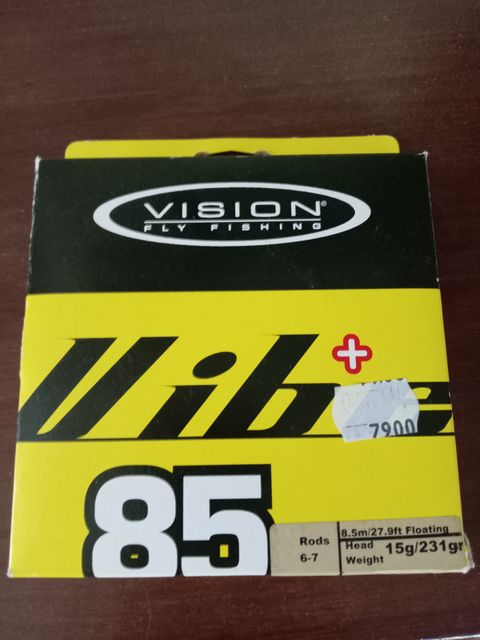 VISION®
FLY FISHING
Vibe+
7900
85
Rods
6-7
8.5m/27.9ft Floating
Head
Weight
15g/231gr